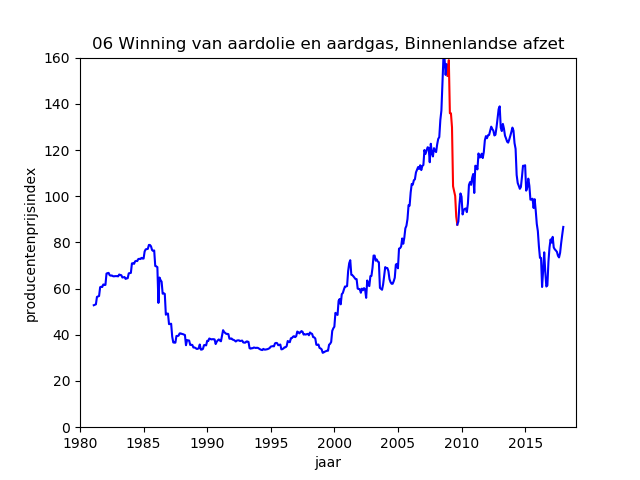 06 Winning van aardolie en aardgas, Binnenlandse afzet
160
140
120
100
80
60
40
20
0
producentenprijsindex
1980 1985 1990 1995 2000 2005 2010 2015
jaar